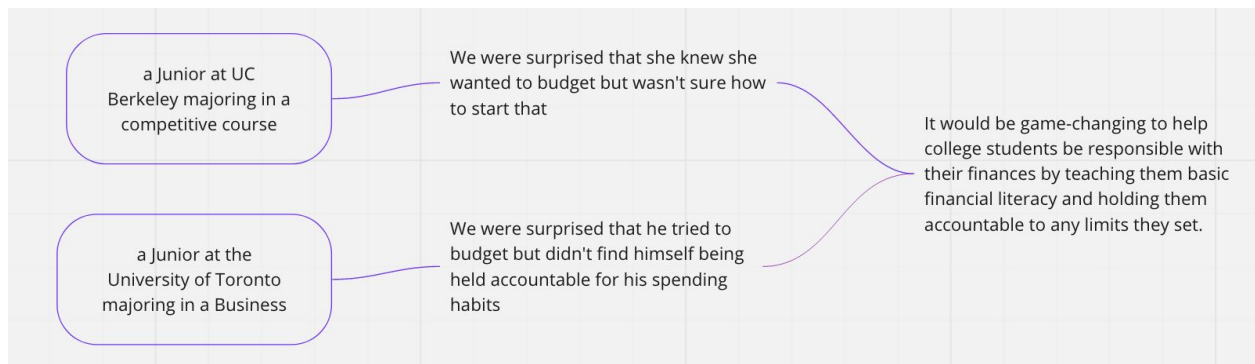 a Junior at UC
Berkeley majoring in a
competitive course
We were surprised that she knew she
wanted to budget but wasn't sure how
to start that
a Junior at the
University of Toronto
majoring in a Business
We were surprised that he tried to
budget but didn't find himself being
held accountable for his spending
habits
It would be game-changing to help
college students be responsible with
their finances by teaching them basic
financial literacy and holding them
accountable to any limits they set.